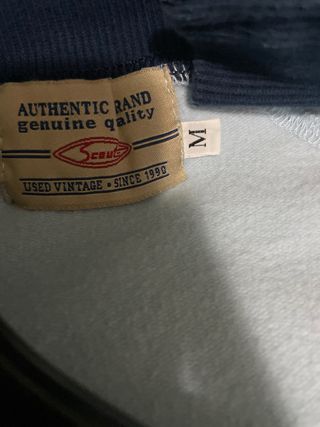 AUTHENTIC RAND
genuine qality
Scout
USED VINTAGE • SINCE 1990
M